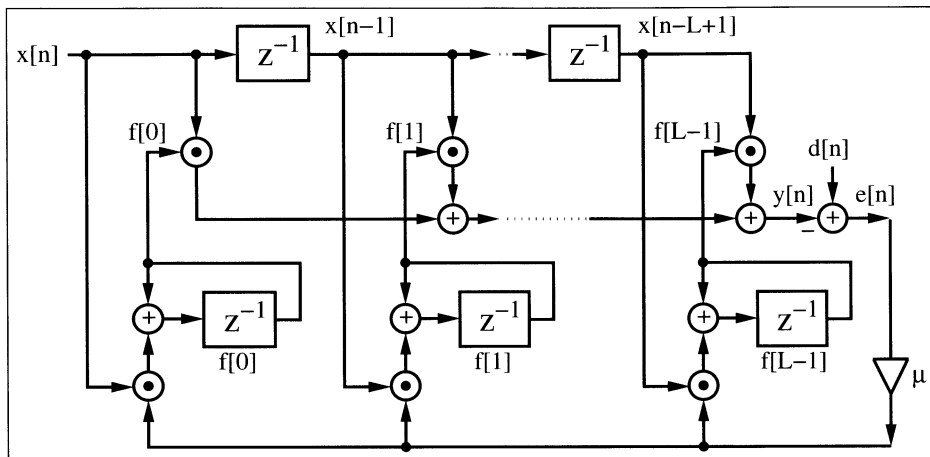 x[n] z⁻¹ x[n−1] z⁻¹ x[n−L+1]
f[0] f[1] f[L−1] d[n]
y[n] e[n]
+ + + −
+ z⁻¹ + z⁻¹ + z⁻¹
f[0] f[1] f[L−1]
μ